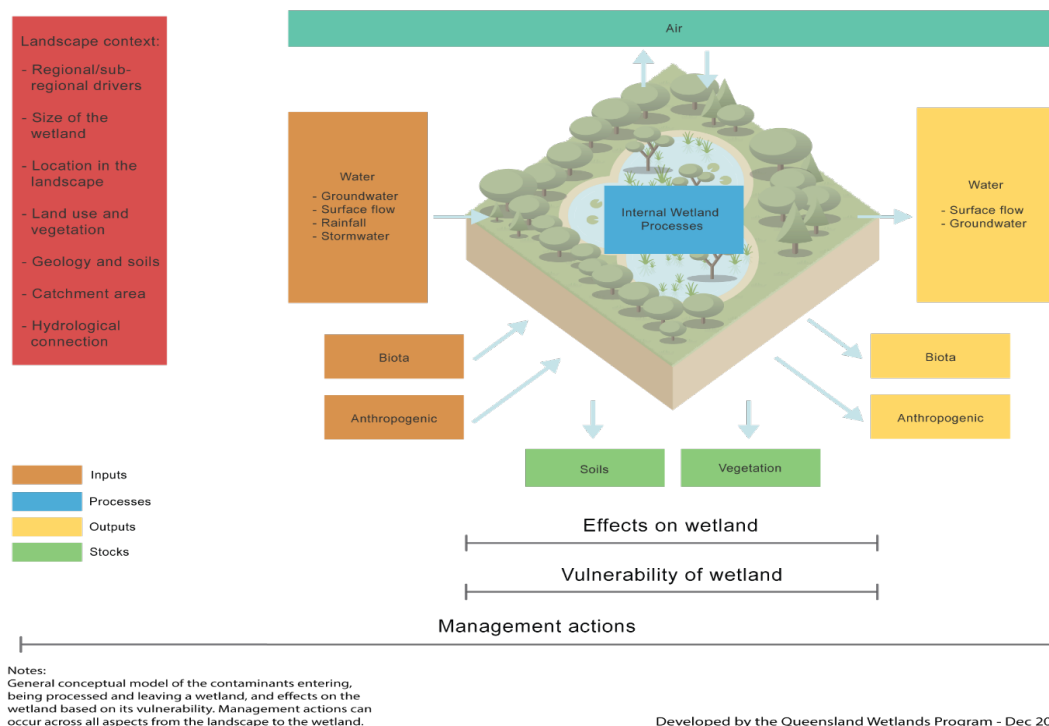 Air
Landscape context:
- Regional/sub-
regional drivers
- Size of the
wetland
- Location in the
landscape
- Land use and
vegetation
- Geology and soils
- Catchment area
- Hydrological
connection
Water
- Groundwater
- Surface flow
- Rainfall
- Stormwater
Internal Wetland
Processes
Water
- Surface flow
- Groundwater
Biota
Anthropogenic
Biota
Anthropogenic
Soils
Vegetation
Inputs
Processes
Outputs
Stocks
Effects on wetland
Vulnerability of wetland
Management actions
Notes:
General conceptual model of the contaminants entering,
being processed and leaving a wetland, and effects on the
wetland based on its vulnerability. Management actions can
occur across all aspects from the landscape to the wetland.
Developed by the Queensland Wetlands Program - Dec 20